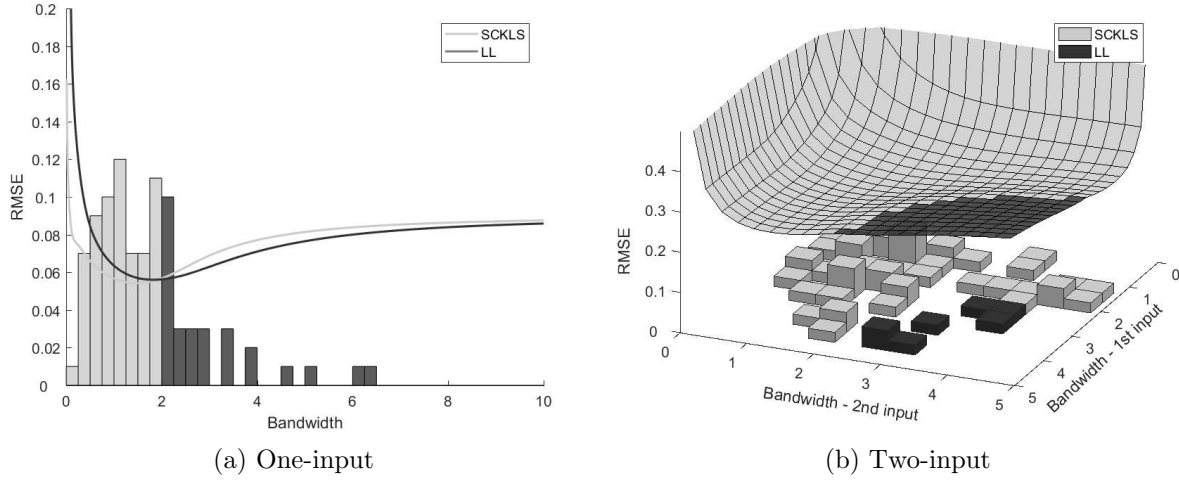 0.2
0.18
0.16
0.14
0.12
0.1
0.08
0.06
0.04
0.02
0
RMSE
SCKLS
LL
0 2 4 6 8 10
Bandwidth
(a) One-input
SCKLS
LL
0.4
0.3
0.2
0.1
0
RMSE
0 1 2 3 4 5
Bandwidth - 2nd input
0 1 2 3 4 5
Bandwidth - 1st input
(b) Two-input